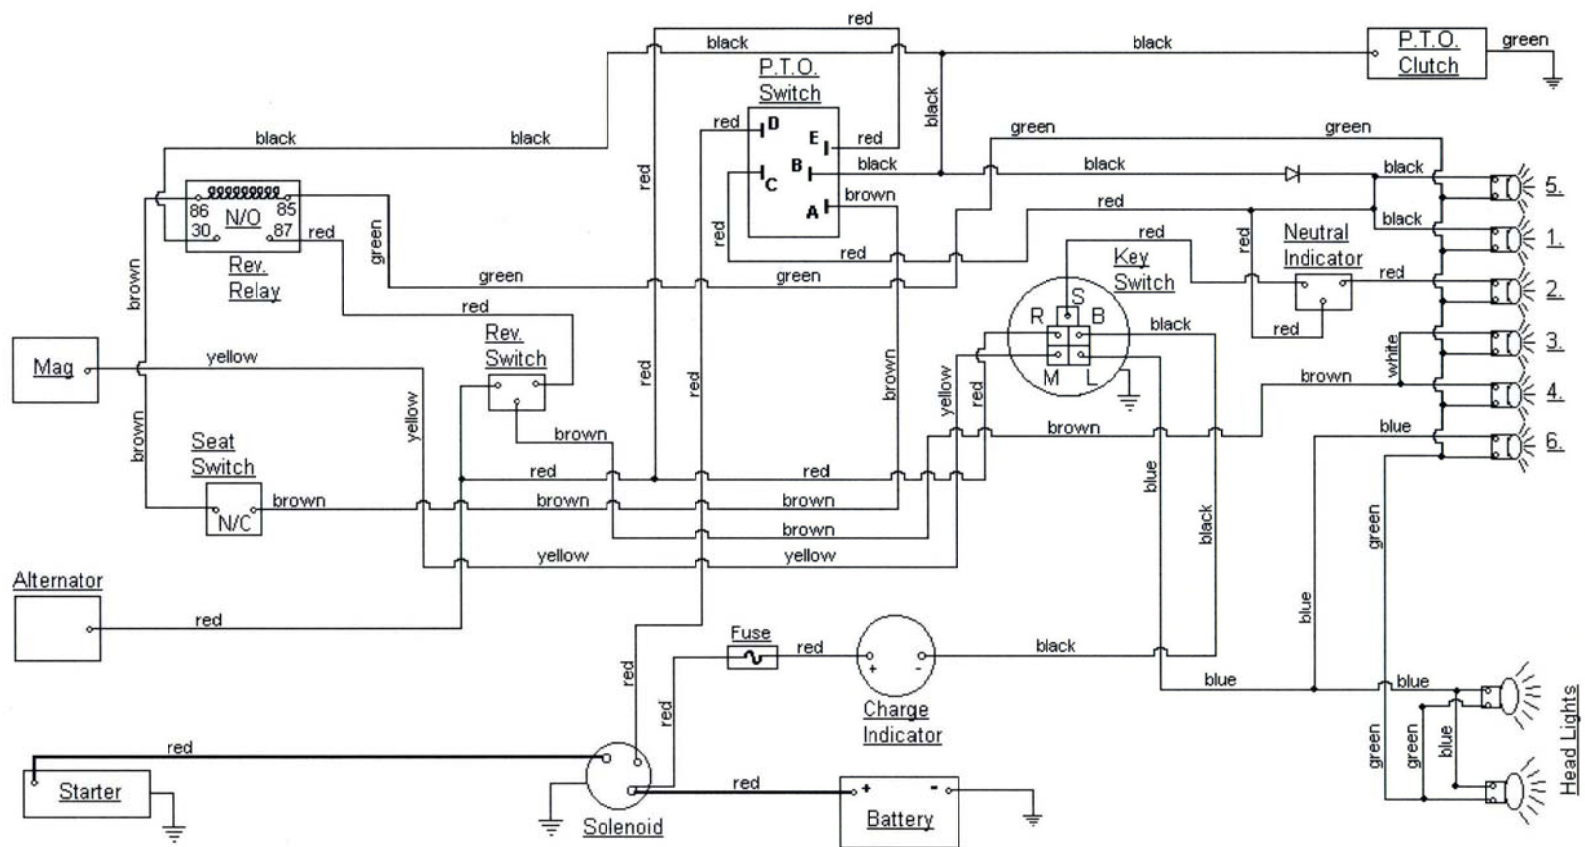 red
black
black
P.T.O.
Clutch
green
P.T.O.
Switch
black
red
D
E
red
green
green
black
black
red
B
black
black
black
5.
C
86
85
N/O
30
87
brown
A
red
black
1.
red
red
green
red
red
Neutral
Indicator
red
Key
Switch
red
red
2.
Rev.
Relay
brown
green
green
S
R
B
black
red
red
Rev.
Switch
3.
white
Mag
yellow
red
red
brown
M
L
yellow
red
brown
4.
yellow
brown
Seat
Switch
brown
brown
blue
6.
red
red
blue
N/C
brown
brown
brown
black
green
brown
yellow
yellow
Alternator
red
blue
Fuse
red
black
+
-
red
red
Charge
Indicator
blue
blue
Head Lights
green
green
blue
red
Starter
Solenoid
red
+
-
Battery